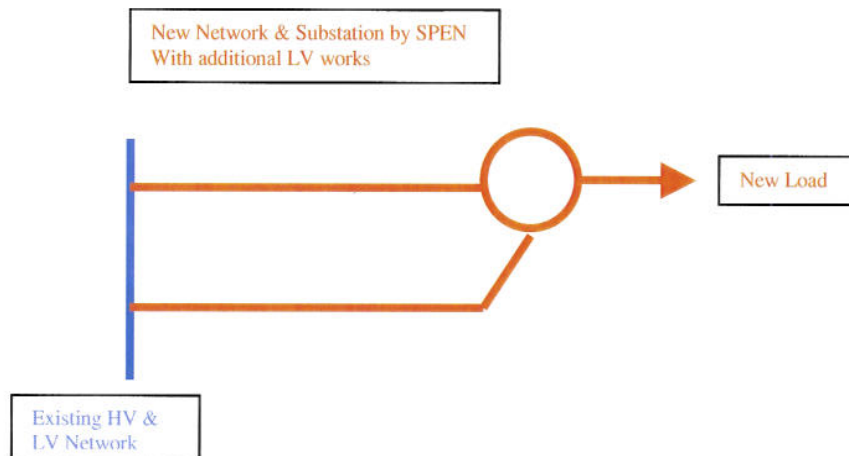 New Network & Substation by SPEN
With additional LV works
New Load
Existing HV &
LV Network